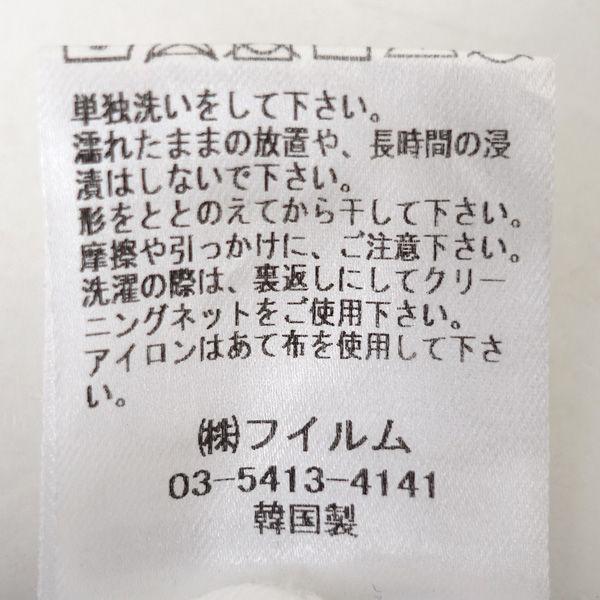 単独洗いをして下さい。
濡れたままの放置や、長時間の浸
漬はしないで下さい。
形をととのえてから干して下さい。
摩擦や引っかけに、ご注意下さい。
洗濯の際は、裏返しにしてクリー
ニングネットをご使用下さい。
アイロンはあて布を使用して下さ
い。
㈱フイルム
03-5413-4141
韓国製